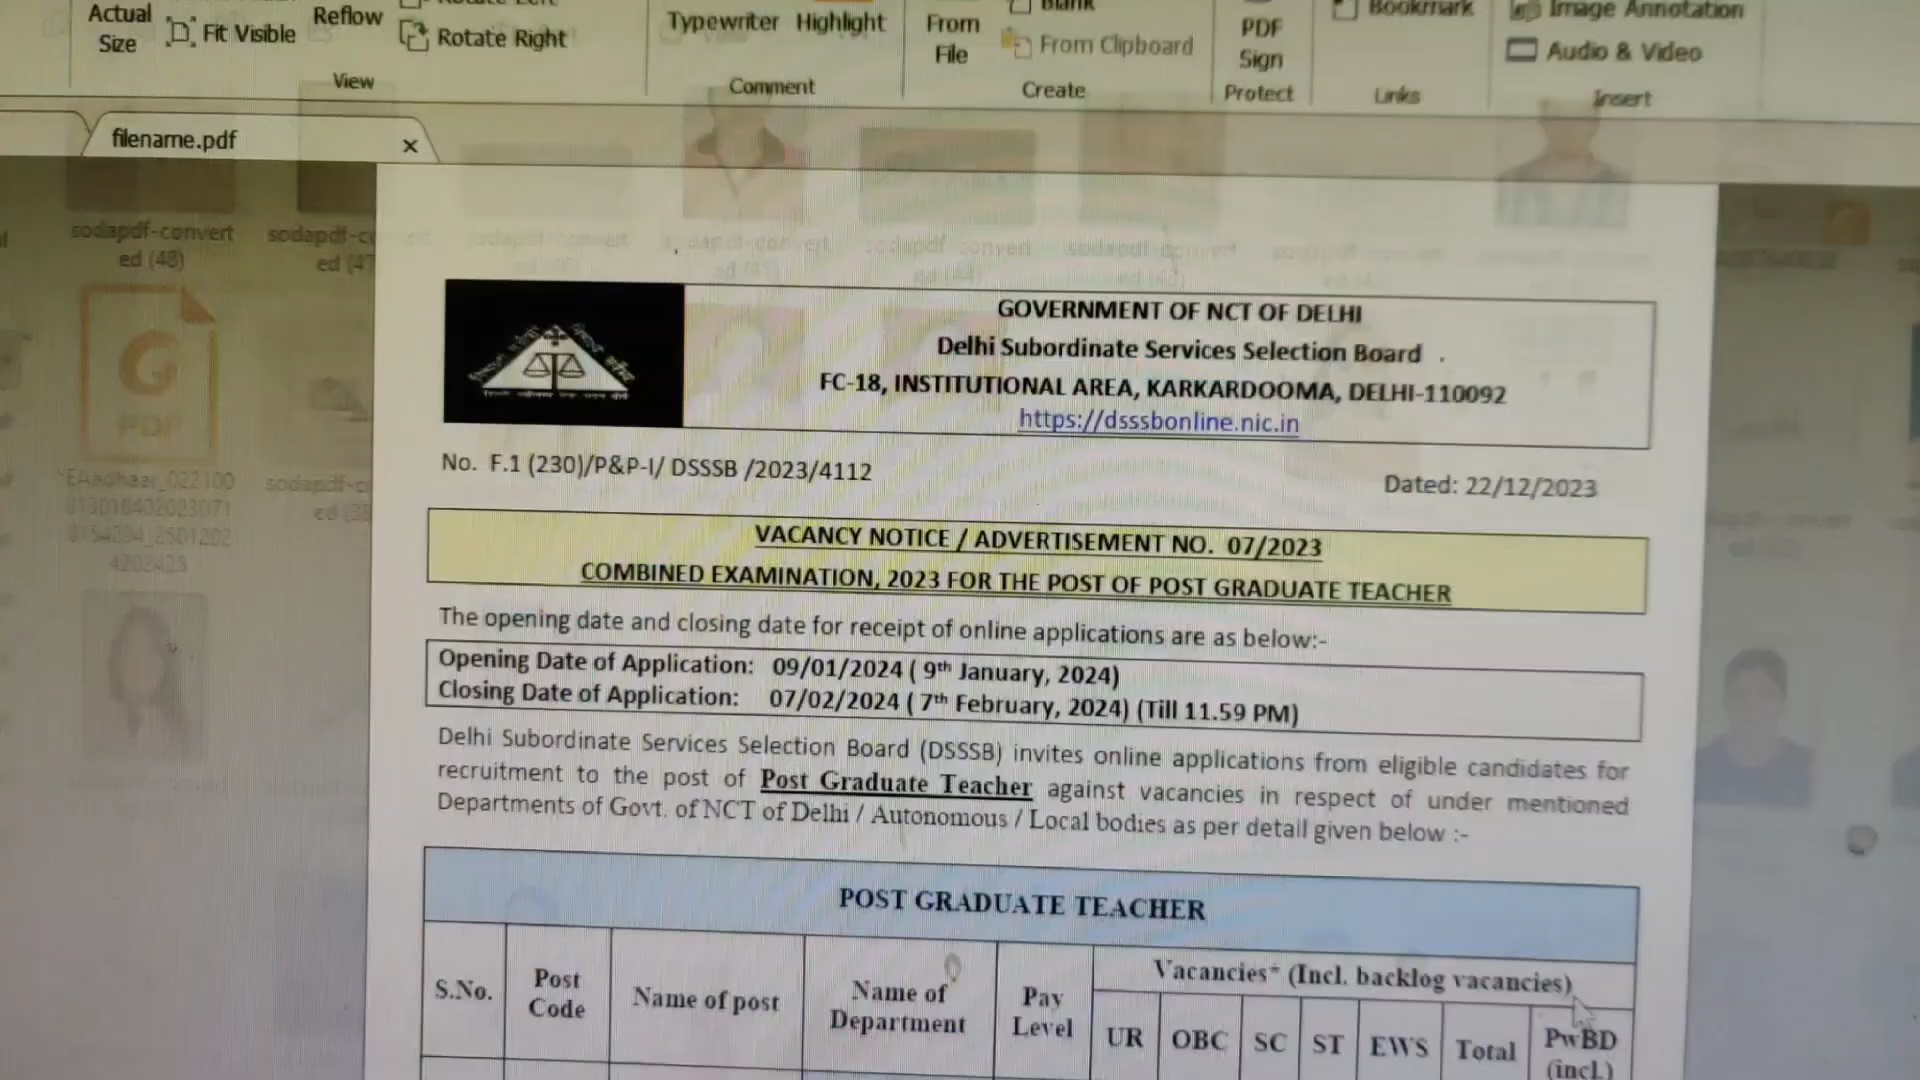 Actual Size
Fit Visible
Reflow
Rotate Left
Rotate Right
View
Typewriter
Highlight
Comment
From File
Blank
From Clipboard
Create
PDF Sign
Protect
Bookmark
Links
Image Annotation
Audio & Video
Insert
filename.pdf
sodapdf-convert
ed (48)
GOVERNMENT OF NCT OF DELHI
Delhi Subordinate Services Selection Board
FC-18, INSTITUTIONAL AREA, KARKARDOOMA, DELHI-110092
https://dsssbonline.nic.in
No. F.1 (230)/P&P-I/ DSSSB /2023/4112
Dated: 22/12/2023
VACANCY NOTICE / ADVERTISEMENT NO. 07/2023
COMBINED EXAMINATION, 2023 FOR THE POST OF POST GRADUATE TEACHER
The opening date and closing date for receipt of online applications are as below:-
Opening Date of Application: 09/01/2024 ( 9th January, 2024)
Closing Date of Application: 07/02/2024 ( 7th February, 2024) (Till 11.59 PM)
Delhi Subordinate Services Selection Board (DSSSB) invites online applications from eligible candidates for
recruitment to the post of Post Graduate Teacher against vacancies in respect of under mentioned
Departments of Govt. of NCT of Delhi / Autonomous / Local bodies as per detail given below :-
POST GRADUATE TEACHER
S.No.
Post Code
Name of post
Name of Department
Pay Level
Vacancies* (Incl. backlog vacancies)
UR OBC SC ST EWS Total PwBD
(incl.)